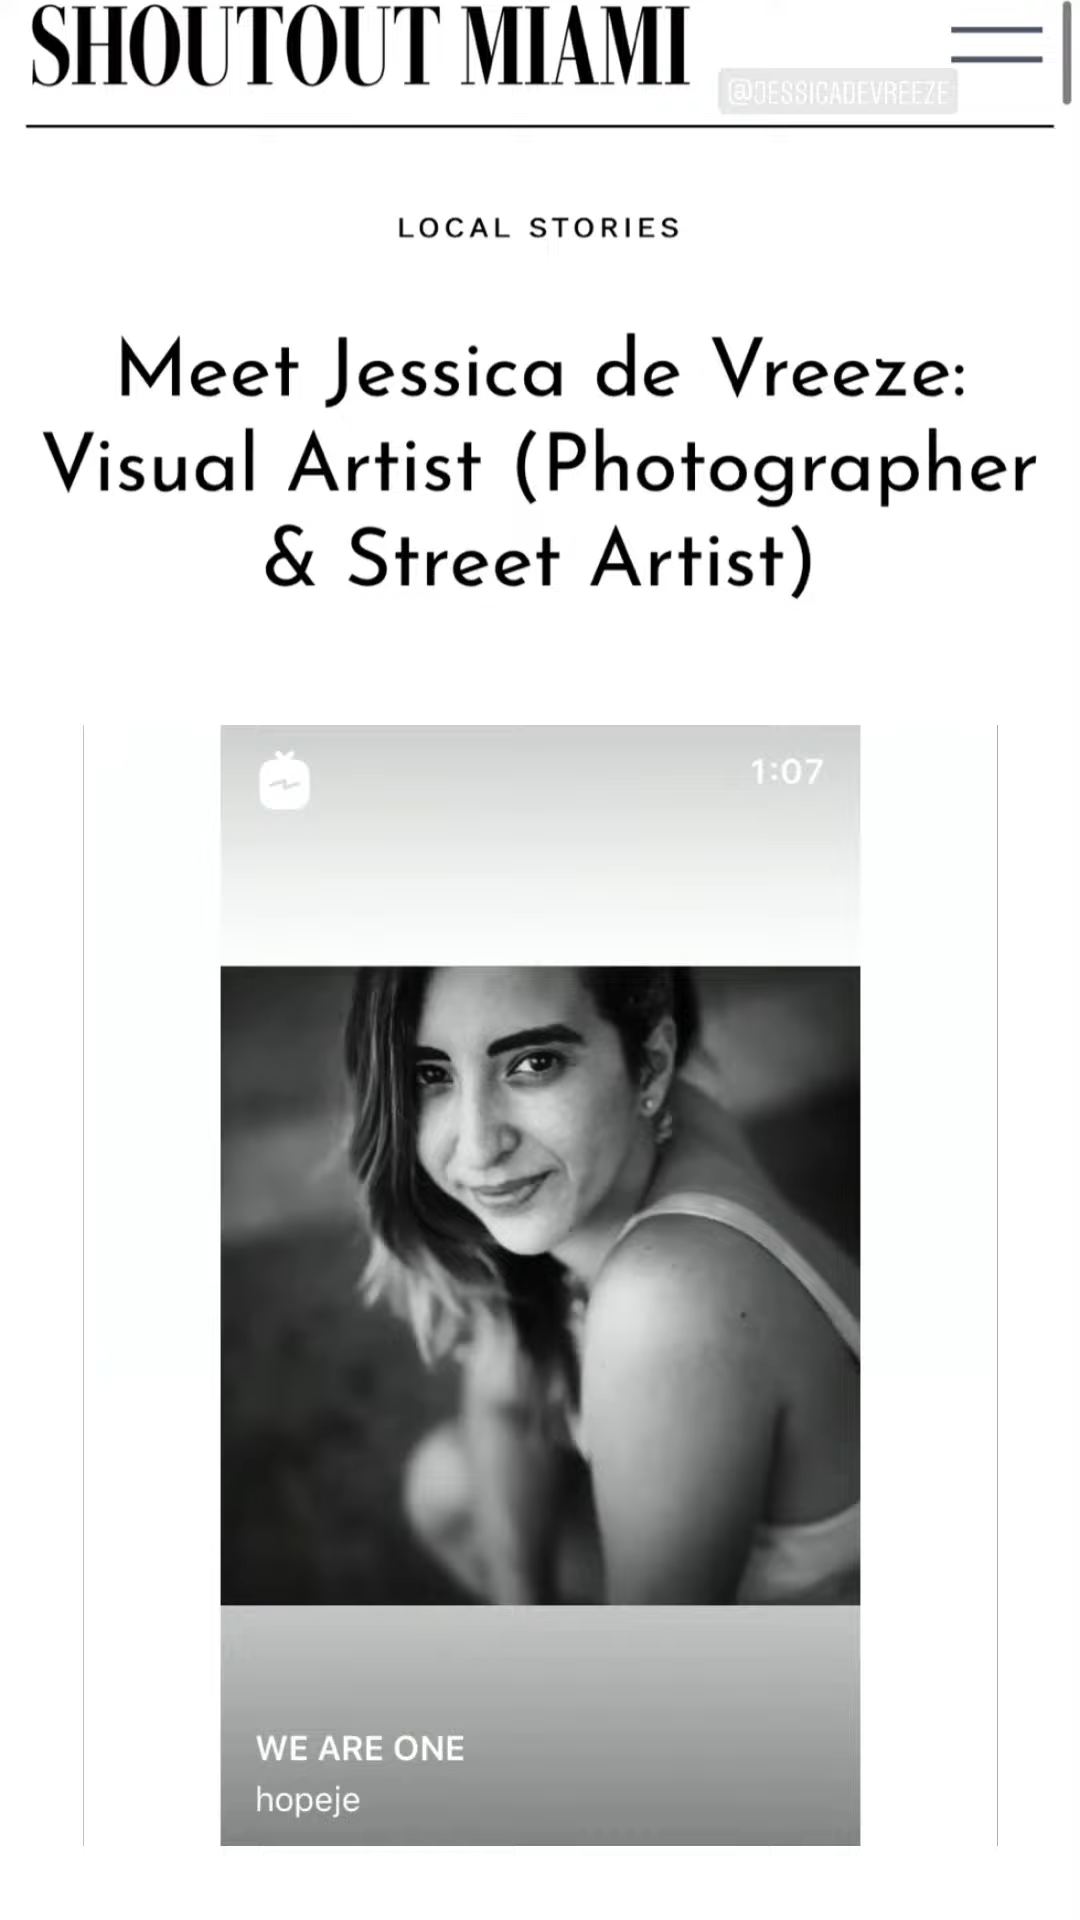 SHOUTOUT MIAMI
@JESSICADEVREEZE
LOCAL STORIES
Meet Jessica de Vreeze:
Visual Artist (Photographer
& Street Artist)
1:07
WE ARE ONE
hopeje